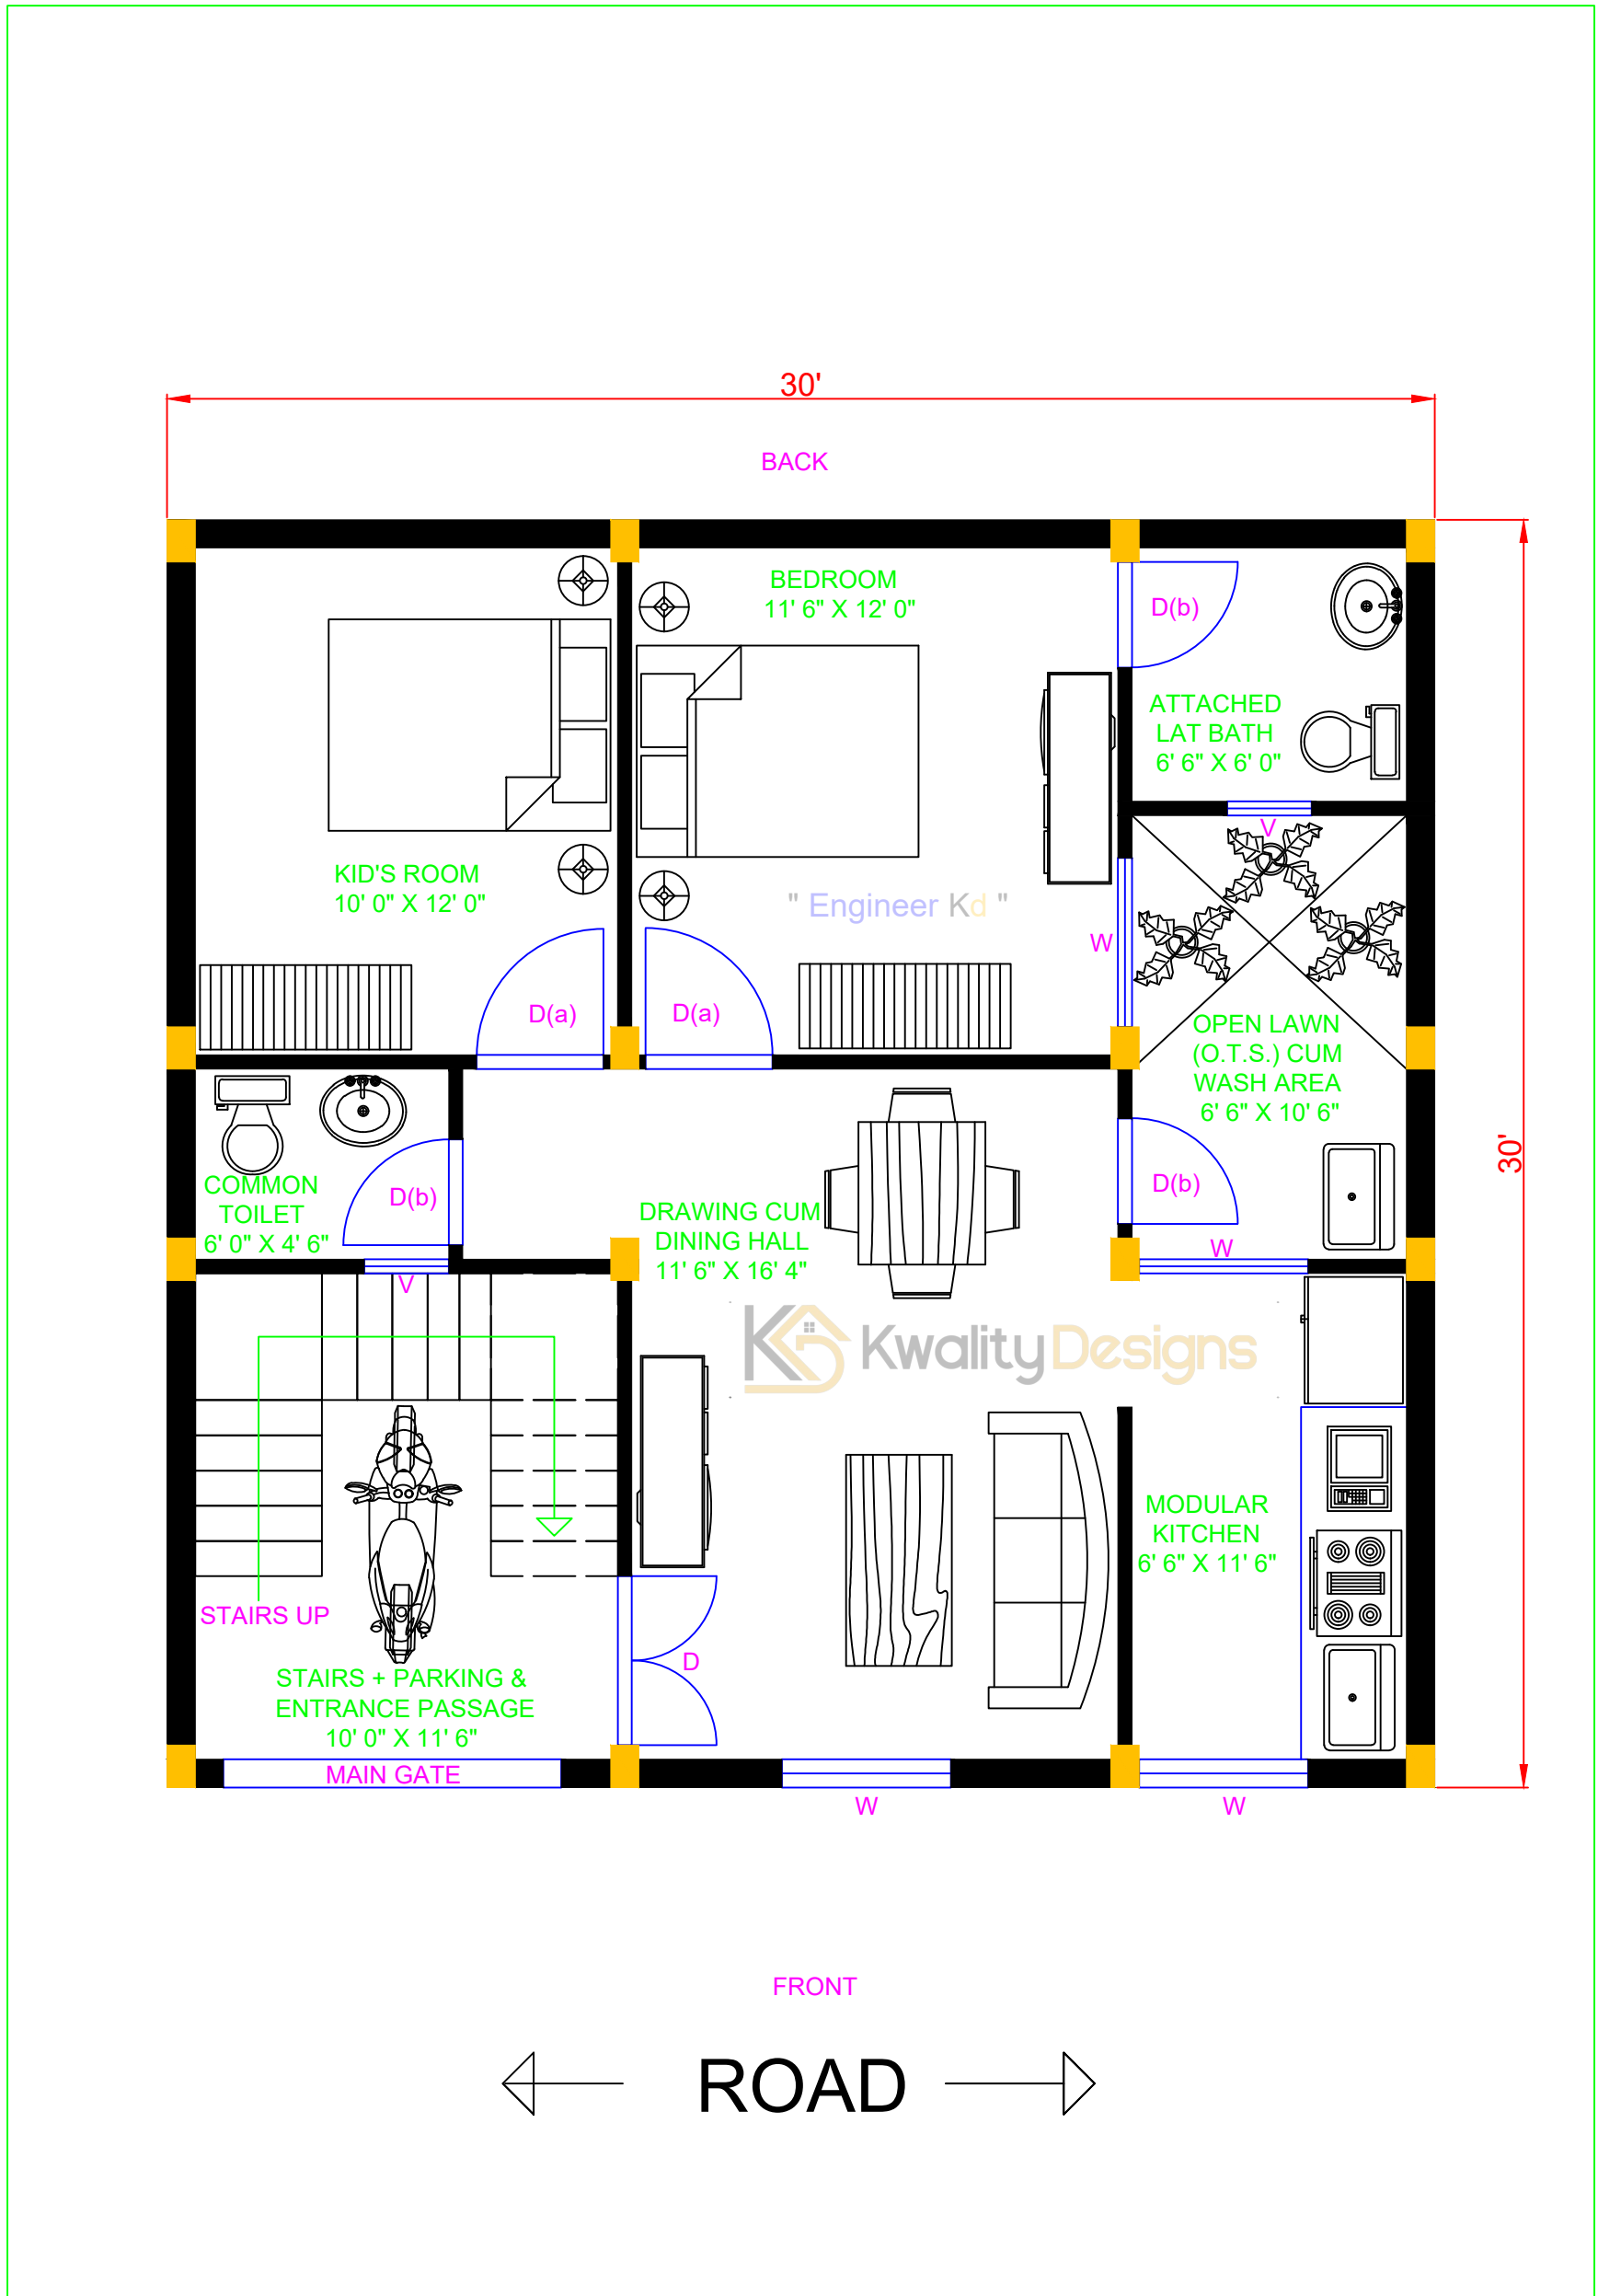 30'
BACK
BEDROOM
11' 6" X 12' 0"
D(b)
ATTACHED
LAT BATH
6' 6" X 6' 0"
V
KID'S ROOM
10' 0" X 12' 0"
" Engineer Kd "
W
D(a)
D(a)
OPEN LAWN
(O.T.S.) CUM
WASH AREA
6' 6" X 10' 6"
30'
COMMON
TOILET
6' 0" X 4' 6"
D(b)
V
DRAWING CUM
DINING HALL
11' 6" X 16' 4"
D(b)
W
Kwality Designs
MODULAR
KITCHEN
6' 6" X 11' 6"
STAIRS UP
D
STAIRS + PARKING &
ENTRANCE PASSAGE
10' 0" X 11' 6"
MAIN GATE
W
W
FRONT
ROAD